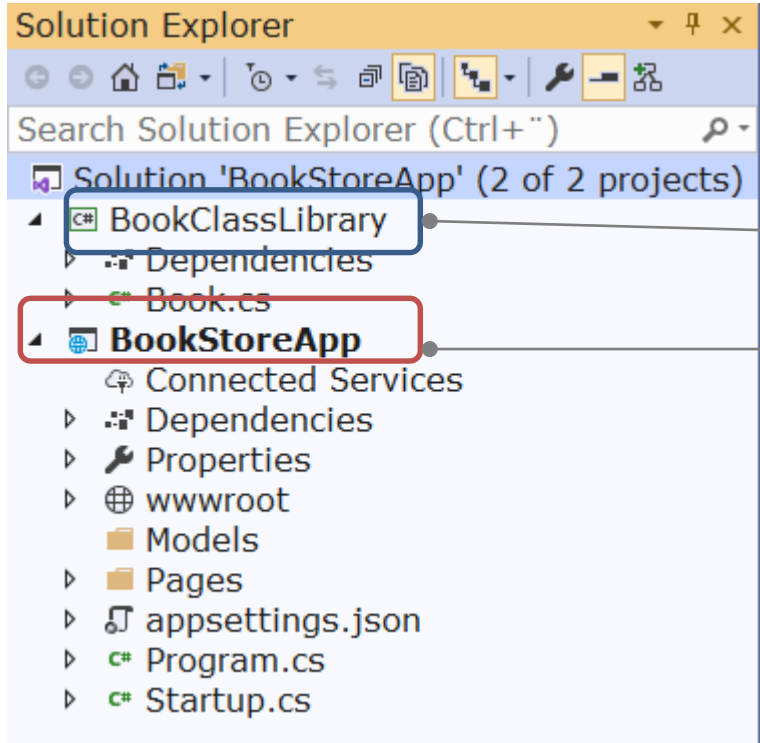 Solution Explorer
Search Solution Explorer (Ctrl+¨)
Solution 'BookStoreApp' (2 of 2 projects)
C# BookClassLibrary
Dependencies
C# Book.cs
BookStoreApp
Connected Services
Dependencies
Properties
wwwroot
Models
Pages
appsettings.json
C# Program.cs
C# Startup.cs